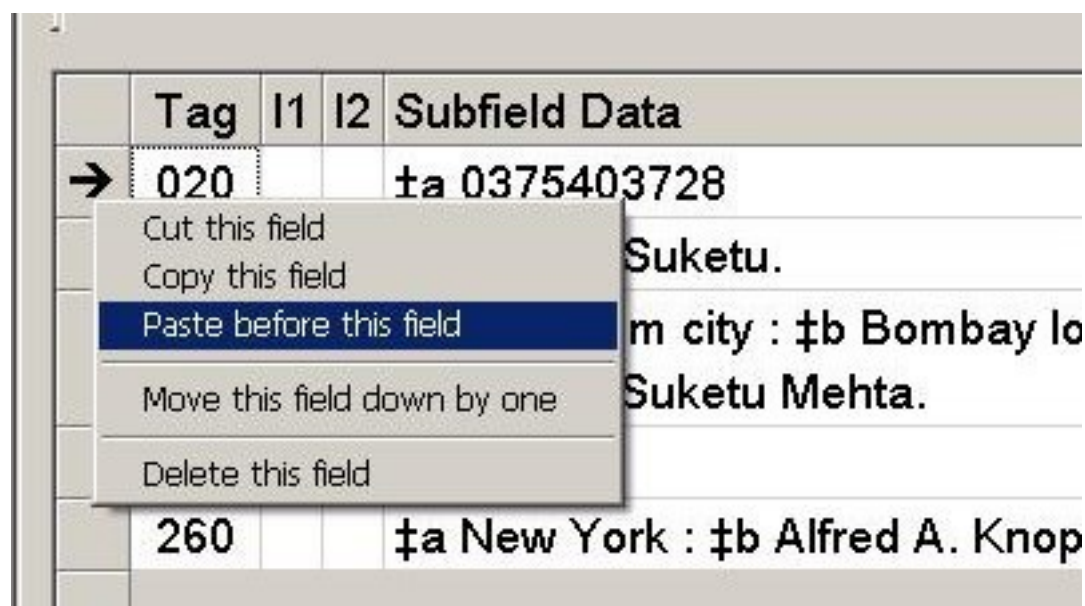 Tag I1 I2 Subfield Data
020 ‡a 0375403728
Cut this field
Suketu.
Copy this field
Paste before this field
m city : ‡b Bombay lo
Move this field down by one
Suketu Mehta.
Delete this field
260 ‡a New York : ‡b Alfred A. Knop